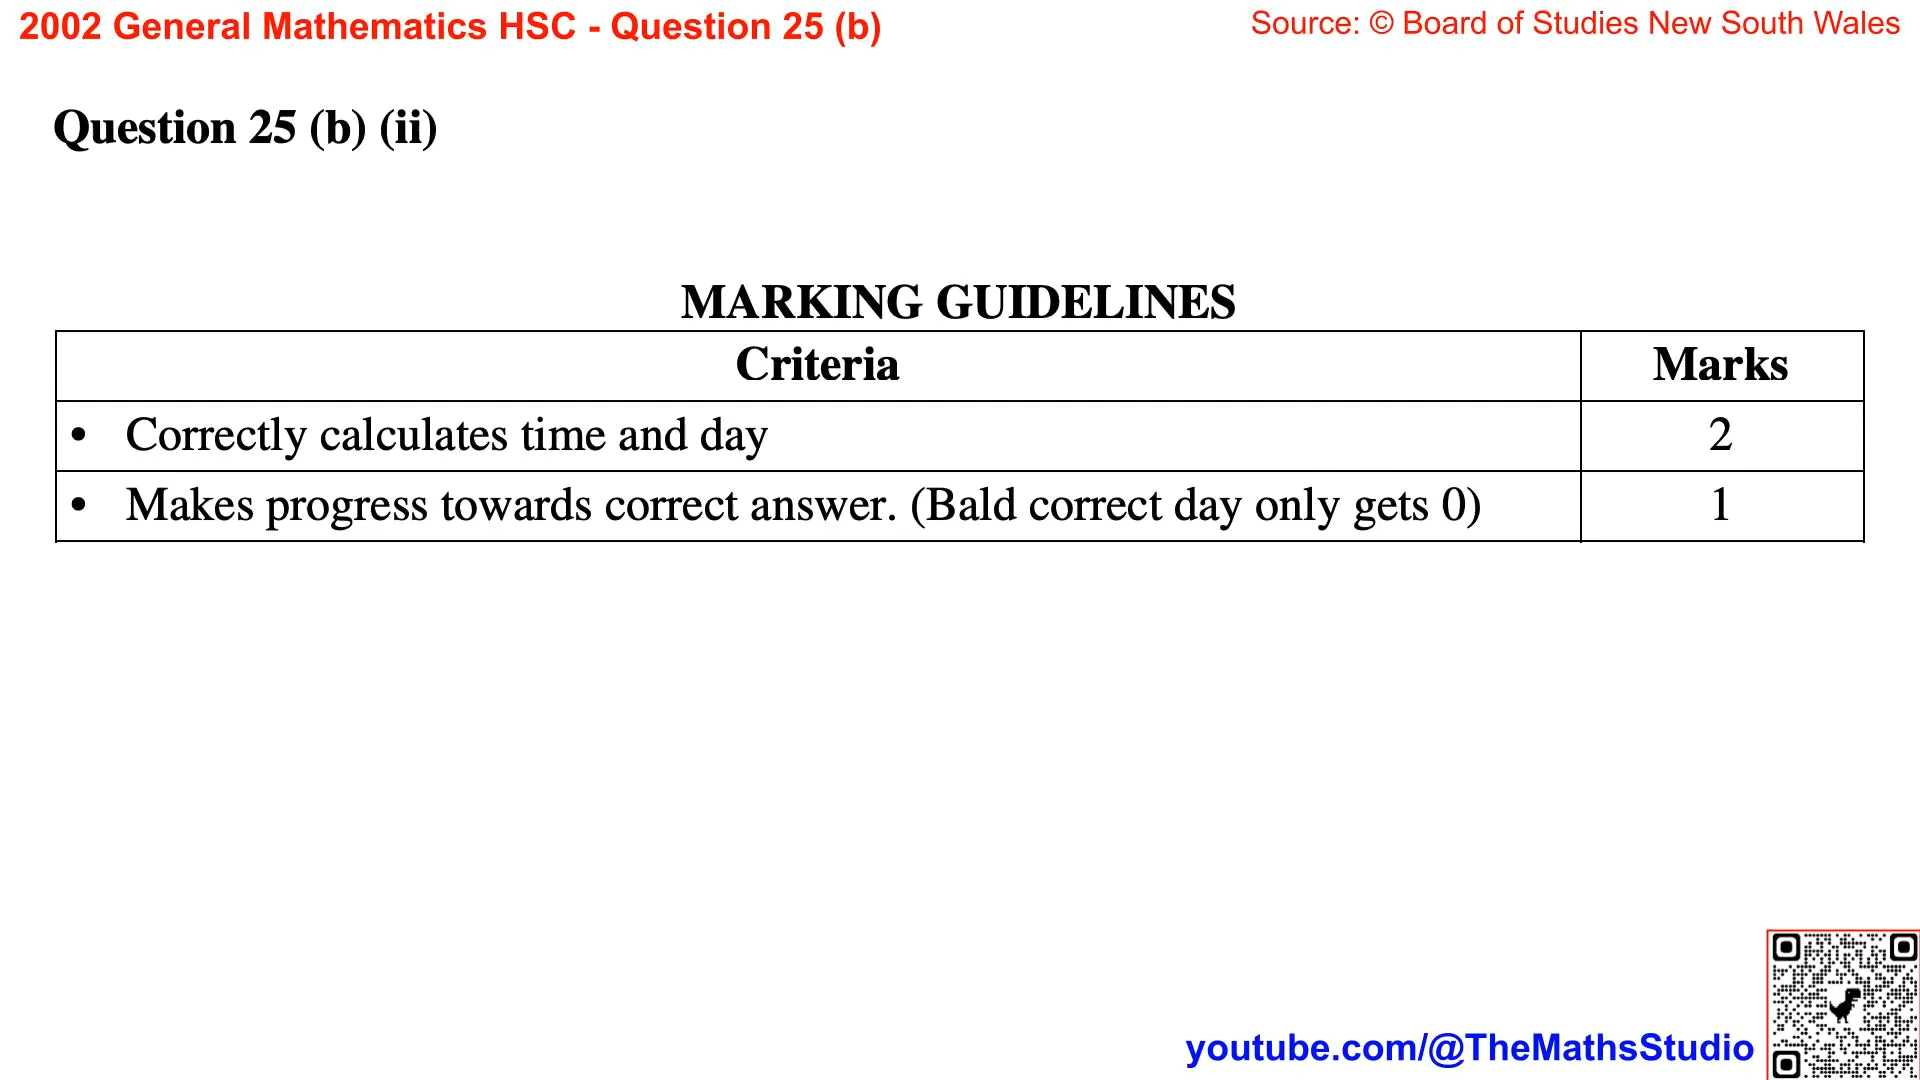 2002 General Mathematics HSC - Question 25 (b)
Source: © Board of Studies New South Wales
Question 25 (b) (ii)
MARKING GUIDELINES
Criteria Marks
• Correctly calculates time and day 2
• Makes progress towards correct answer. (Bald correct day only gets 0) 1
youtube.com/@TheMathsStudio